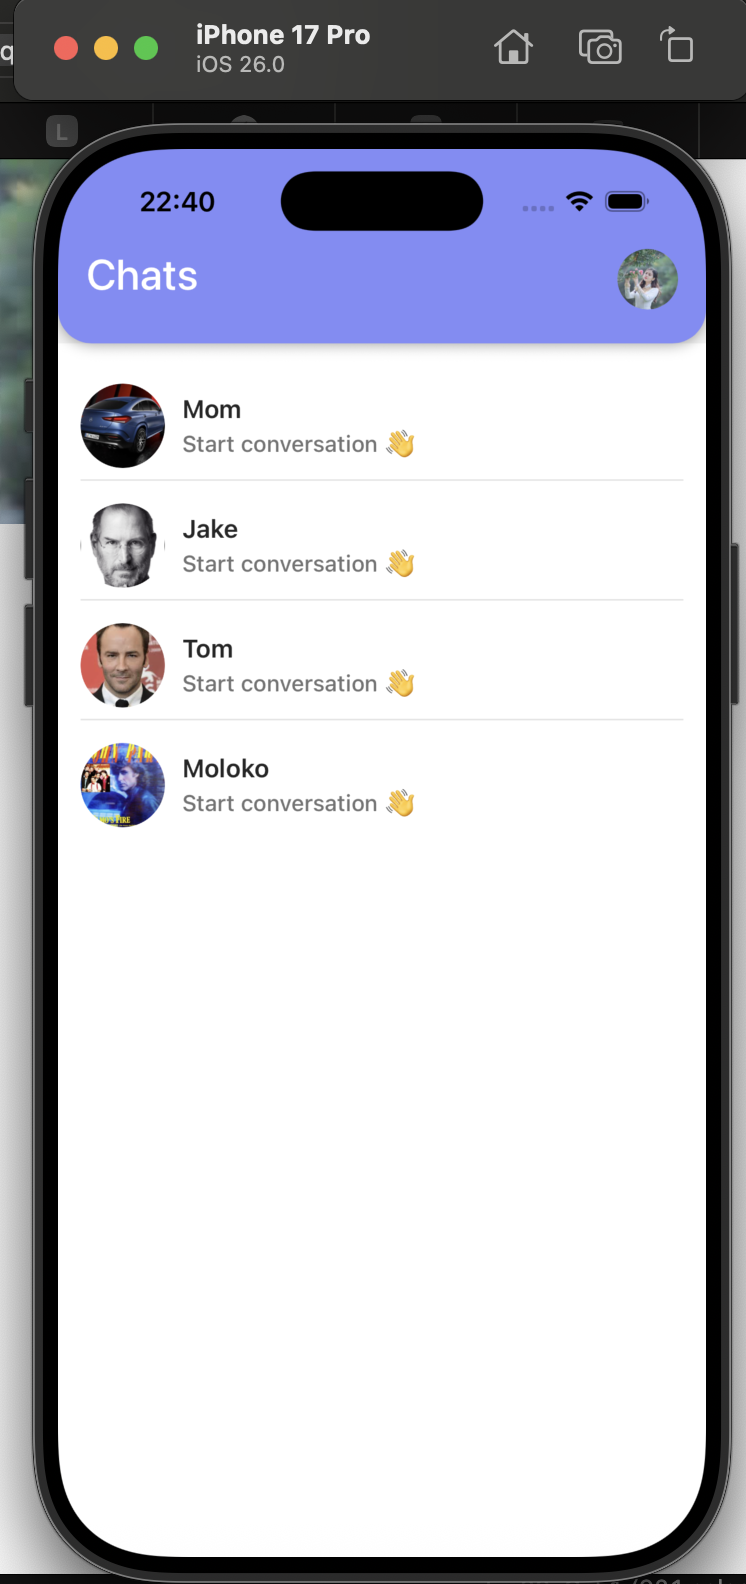 iPhone 17 Pro
iOS 26.0
L
22:40
Chats
Mom
Start conversation 👋
Jake
Start conversation 👋
Tom
Start conversation 👋
Moloko
Start conversation 👋